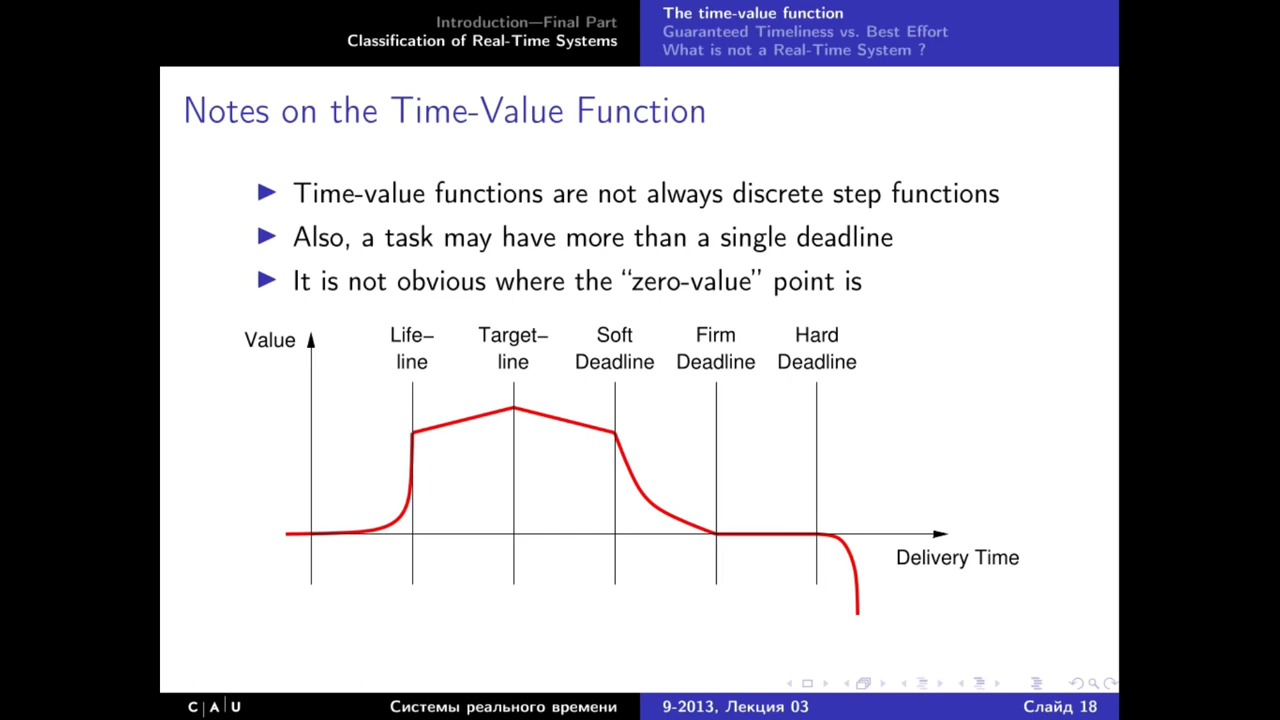 Introduction—Final Part
Classification of Real-Time Systems
The time-value function
Guaranteed Timeliness vs. Best Effort
What is not a Real-Time System ?
Notes on the Time-Value Function
Time-value functions are not always discrete step functions
Also, a task may have more than a single deadline
It is not obvious where the “zero-value” point is
Value
Life–
line
Target–
line
Soft
Deadline
Firm
Deadline
Hard
Deadline
Delivery Time
C | A | U
Системы реального времени
9-2013, Лекция 03
Слайд 18